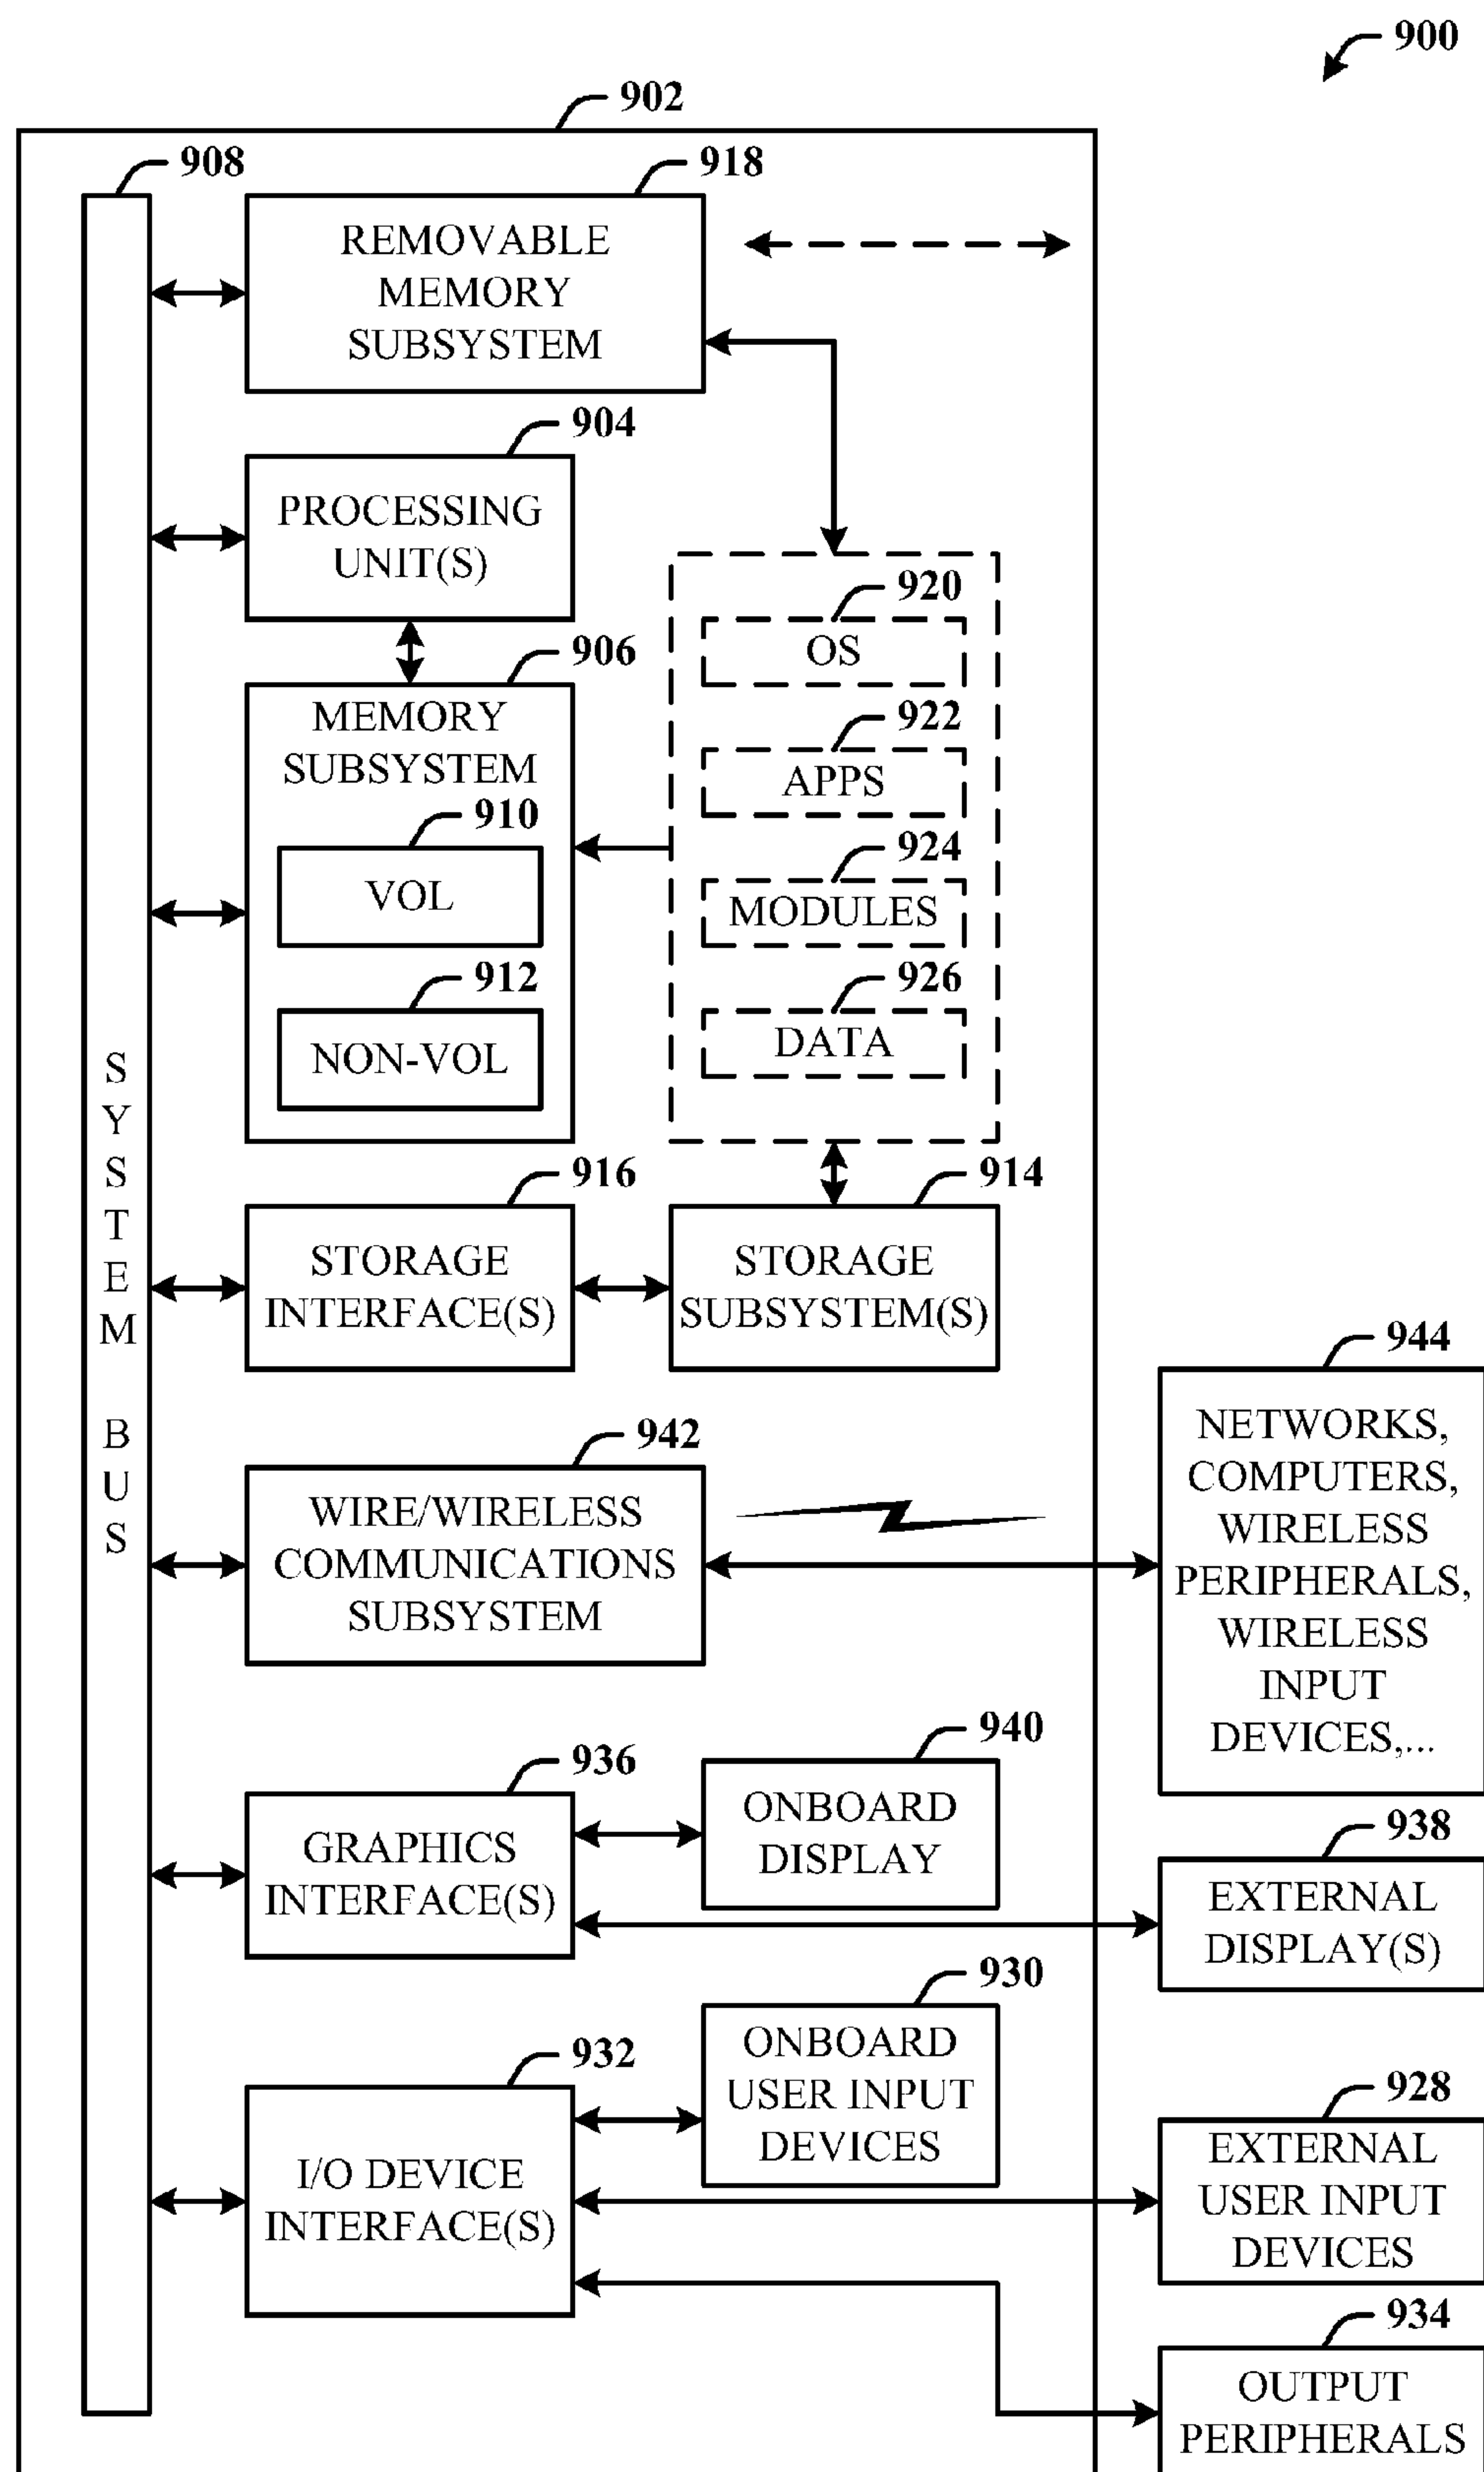 900
902
908
918
REMOVABLE
MEMORY
SUBSYSTEM
904
PROCESSING
UNIT(S)
906
MEMORY
SUBSYSTEM
910
VOL
912
NON-VOL
920
OS
922
APPS
924
MODULES
926
DATA
SYSTEM BUS
916
STORAGE
INTERFACE(S)
914
STORAGE
SUBSYSTEM(S)
942
WIRE/WIRELESS
COMMUNICATIONS
SUBSYSTEM
944
NETWORKS,
COMPUTERS,
WIRELESS
PERIPHERALS,
WIRELESS
INPUT
DEVICES,...
936
GRAPHICS
INTERFACE(S)
940
ONBOARD
DISPLAY
938
EXTERNAL
DISPLAY(S)
932
I/O DEVICE
INTERFACE(S)
930
ONBOARD
USER INPUT
DEVICES
928
EXTERNAL
USER INPUT
DEVICES
934
OUTPUT
PERIPHERALS